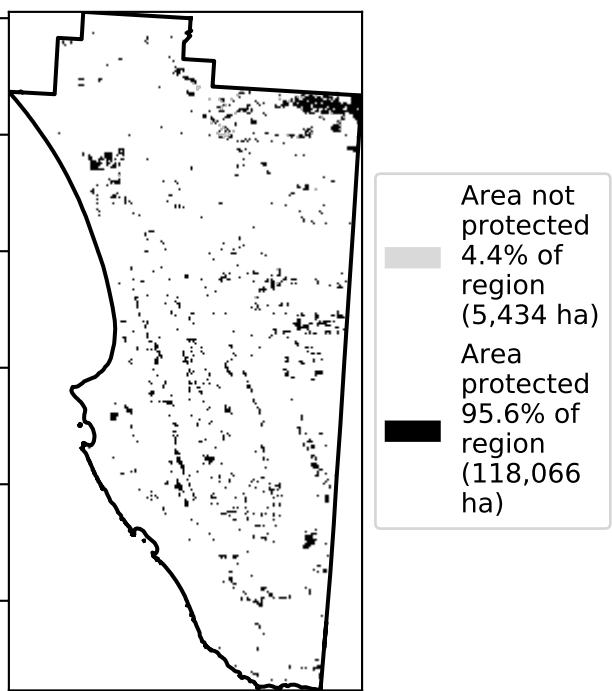 Area not
protected
4.4% of
region
(5,434 ha)
Area
protected
95.6% of
region
(118,066
ha)